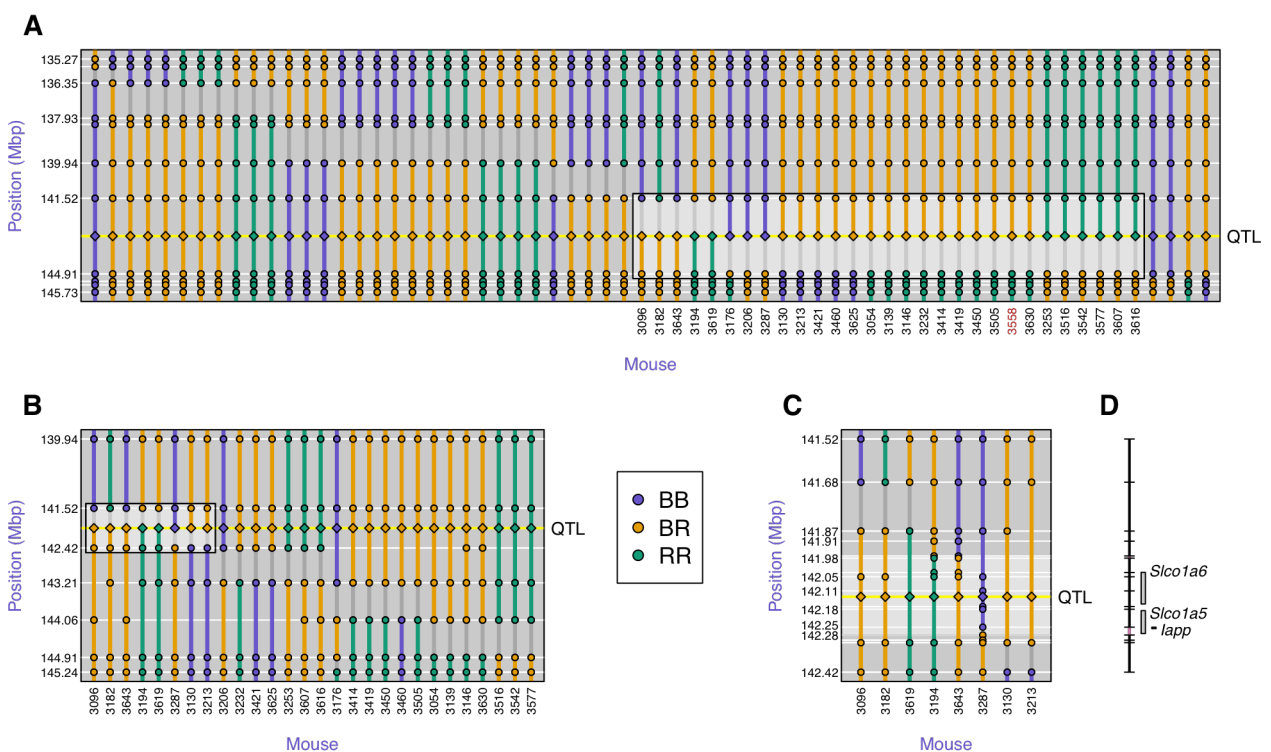 A
135.27
136.35
137.93
139.94
141.52
144.91
145.73
Position (Mbp)
QTL
3096 3182 3643 3194 3619 3176 3206 3287 3130 3213 3421 3460 3625 3054 3139 3146 3232 3414 3419 3450 3505 3558 3630 3253 3516 3542 3577 3607 3616
Mouse
B
139.94
141.52
142.42
143.21
144.06
144.91
145.24
Position (Mbp)
QTL
3096 3182 3643 3194 3619 3287 3130 3213 3206 3232 3421 3625 3253 3607 3616 3176 3414 3419 3450 3460 3505 3054 3139 3146 3630 3516 3542 3577
Mouse
BB
BR
RR
C
141.52
141.68
141.87
141.91
141.98
142.05
142.11
142.18
142.25
142.28
142.42
Position (Mbp)
QTL
3096 3182 3619 3194 3643 3287 3130 3213
Mouse
D
Slco1a6
Slco1a5
Iapp